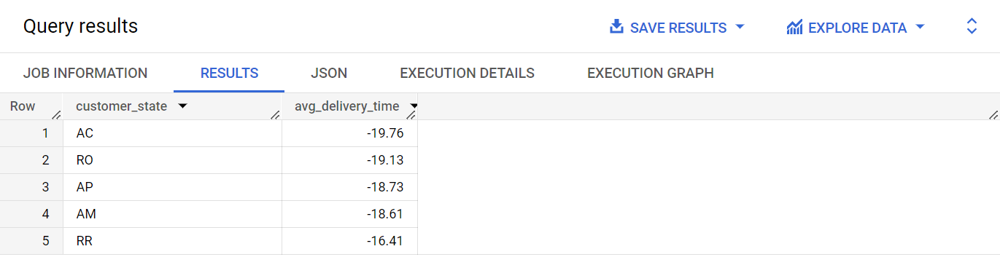 Query results SAVE RESULTS EXPLORE DATA
JOB INFORMATION RESULTS JSON EXECUTION DETAILS EXECUTION GRAPH
Row customer_state avg_delivery_time
1 AC -19.76
2 RO -19.13
3 AP -18.73
4 AM -18.61
5 RR -16.41